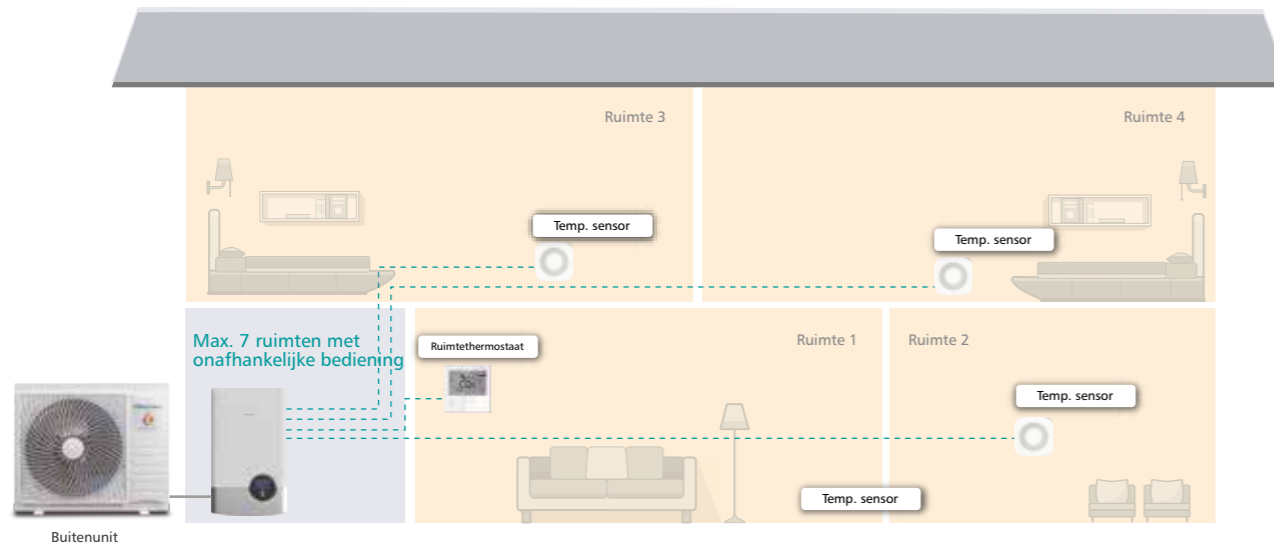 Ruimte 3
Ruimte 4
Temp. sensor
Temp. sensor
Max. 7 ruimten met
onafhankelijke bediening
Ruimtethermostaat
Ruimte 1
Ruimte 2
Temp. sensor
Temp. sensor
Buitenunit